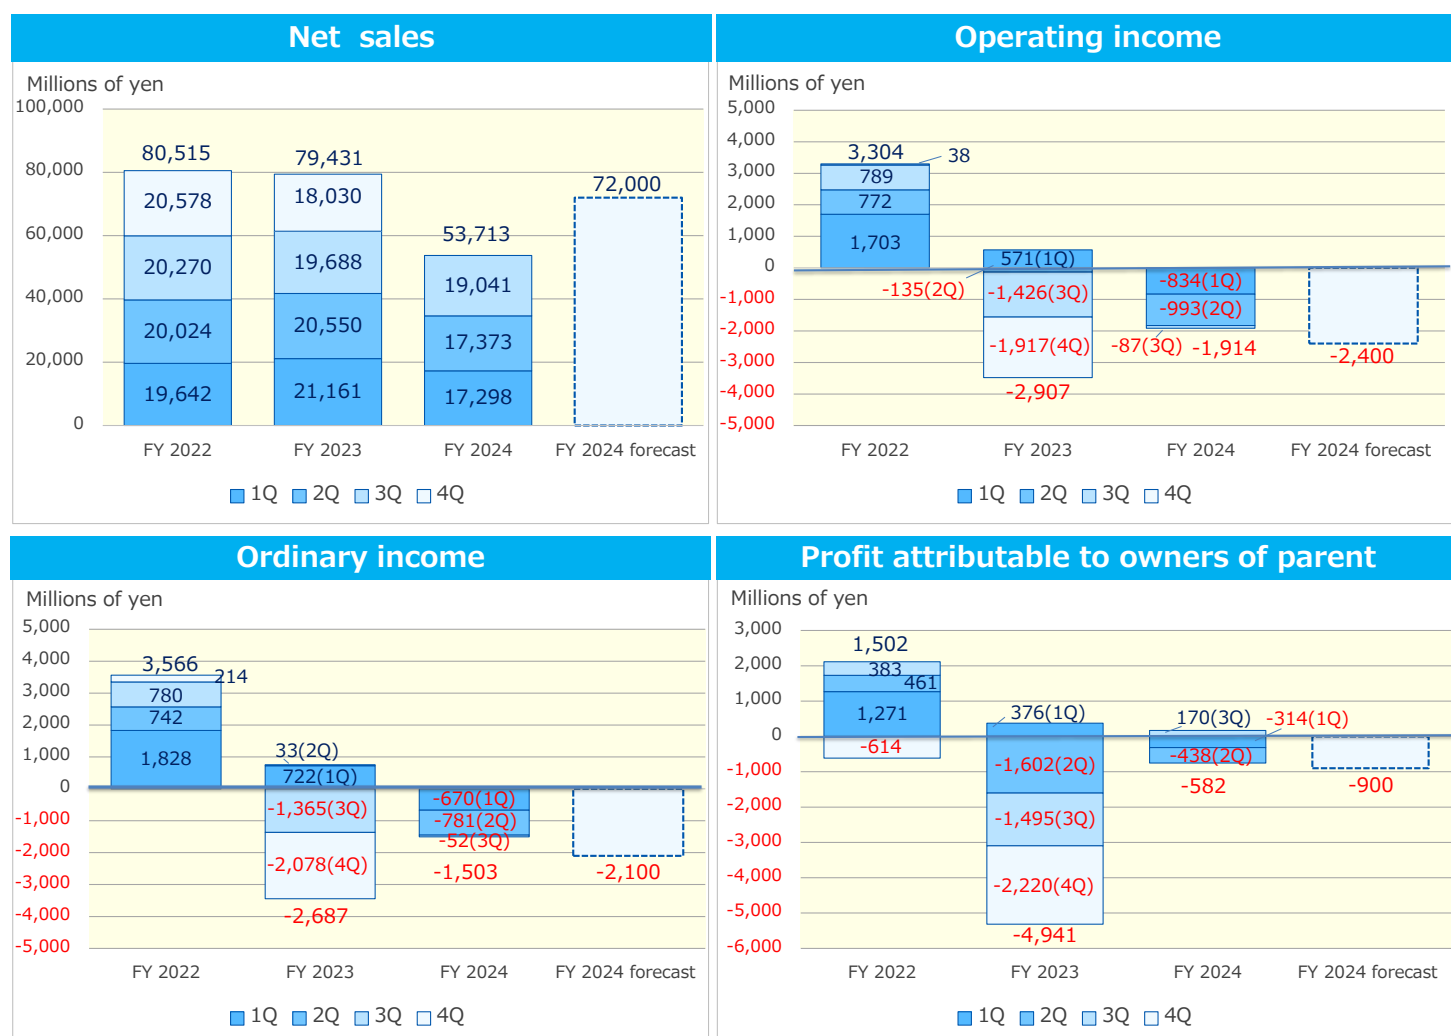 Net sales
Millions of yen
100,000
80,000
60,000
40,000
20,000
0
80,515
20,578
20,270
20,024
19,642
79,431
18,030
19,688
20,550
21,161
53,713
19,041
17,373
17,298
72,000
FY 2022 FY 2023 FY 2024 FY 2024 forecast
1Q 2Q 3Q 4Q
Operating income
Millions of yen
5,000
4,000
3,000
2,000
1,000
0
-1,000
-2,000
-3,000
-4,000
-5,000
3,304
38
789
772
1,703
571(1Q)
-135(2Q)
-1,426(3Q)
-1,917(4Q)
-2,907
-834(1Q)
-993(2Q)
-87(3Q)
-1,914
-2,400
FY 2022 FY 2023 FY 2024 FY 2024 forecast
1Q 2Q 3Q 4Q
Ordinary income
Millions of yen
5,000
4,000
3,000
2,000
1,000
0
-1,000
-2,000
-3,000
-4,000
-5,000
3,566
214
780
742
1,828
33(2Q)
722(1Q)
-1,365(3Q)
-2,078(4Q)
-2,687
-670(1Q)
-781(2Q)
-52(3Q)
-1,503
-2,100
FY 2022 FY 2023 FY 2024 FY 2024 forecast
1Q 2Q 3Q 4Q
Profit attributable to owners of parent
Millions of yen
3,000
2,000
1,000
0
-1,000
-2,000
-3,000
-4,000
-5,000
-6,000
1,502
383
461
1,271
-614
376(1Q)
-1,602(2Q)
-1,495(3Q)
-2,220(4Q)
-4,941
170(3Q)
-314(1Q)
-438(2Q)
-582
-900
FY 2022 FY 2023 FY 2024 FY 2024 forecast
1Q 2Q 3Q 4Q